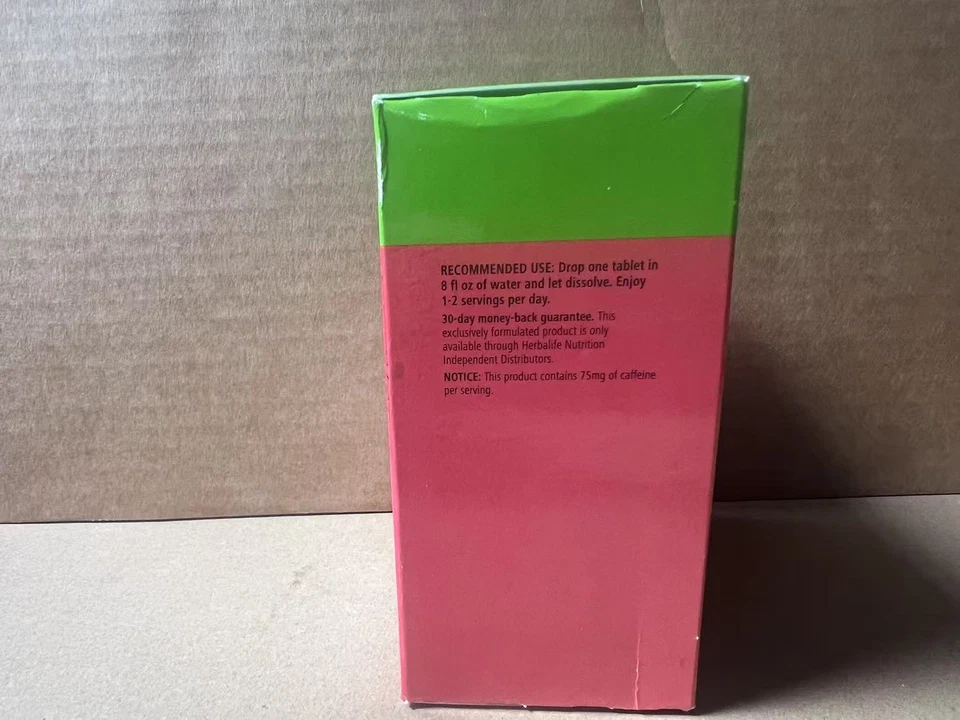 RECOMMENDED USE: Drop one tablet in
8 fl oz of water and let dissolve. Enjoy
1-2 servings per day.
30-day money-back guarantee. This
exclusively formulated product is only
available through Herbalife Nutrition
Independent Distributors.
NOTICE: This product contains 75mg of caffeine
per serving.